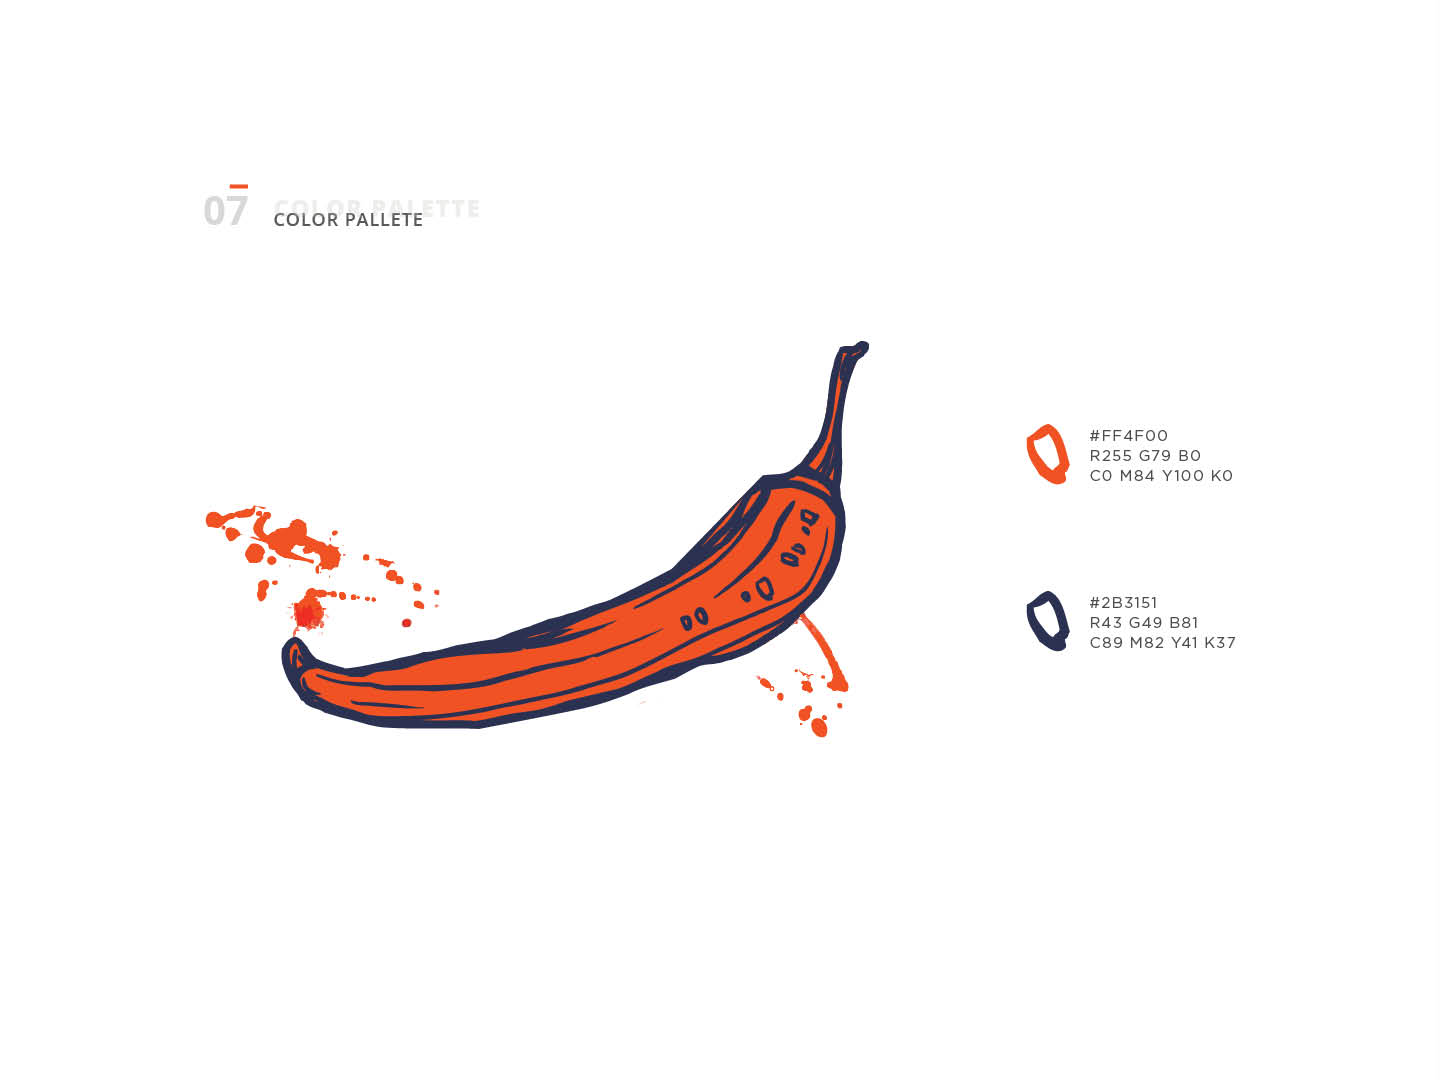 07
COLOR PALETTE
COLOR PALLETE
#FF4F00
R255 G79 B0
C0 M84 Y100 K0
#2B3151
R43 G49 B81
C89 M82 Y41 K37